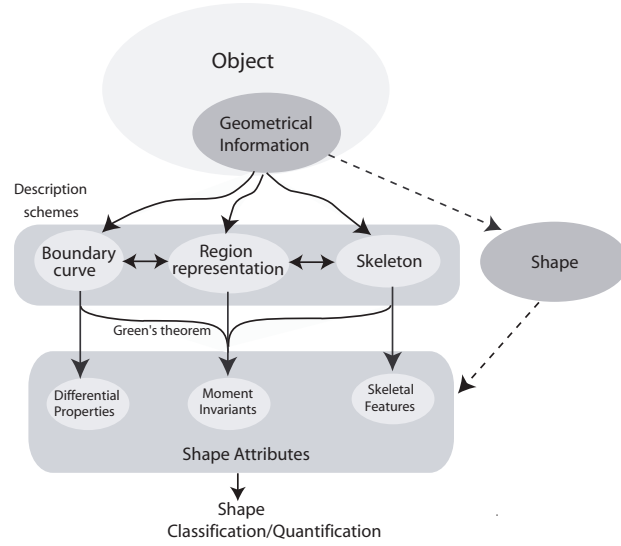 Object
Geometrical
Information
Description
schemes
Boundary
curve
Region
representation
Skeleton
Shape
Green's theorem
Differential
Properties
Moment
Invariants
Skeletal
Features
Shape Attributes
Shape
Classification/Quantification